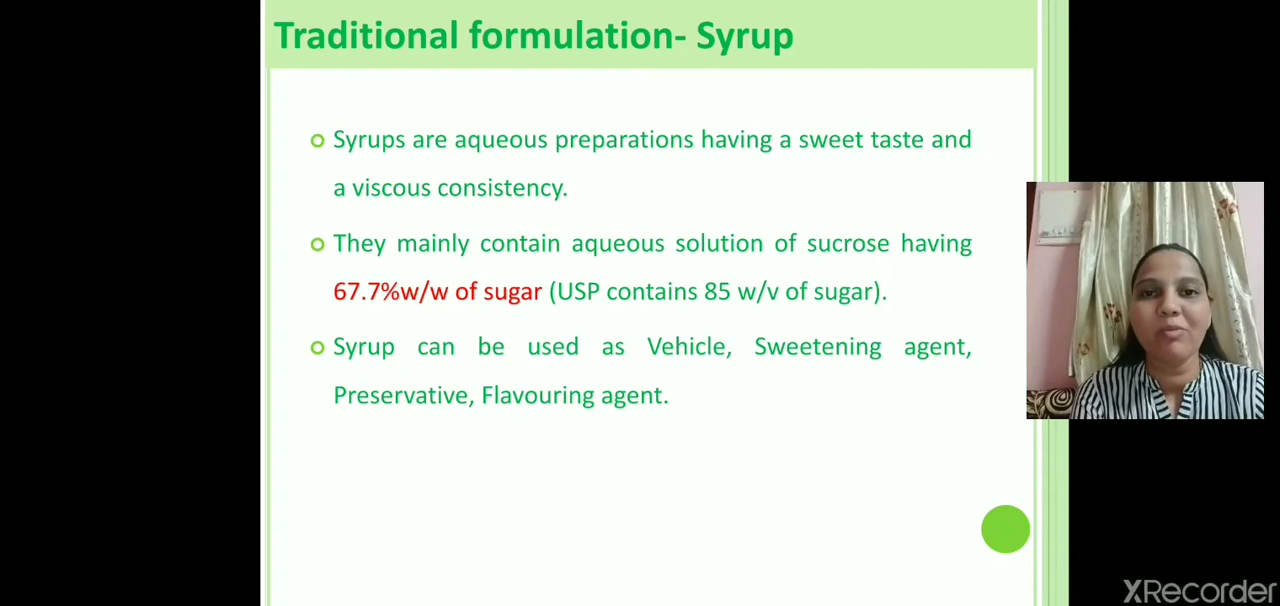 Traditional formulation- Syrup
Syrups are aqueous preparations having a sweet taste and
a viscous consistency.
They mainly contain aqueous solution of sucrose having
67.7%w/w of sugar (USP contains 85 w/v of sugar).
Syrup can be used as Vehicle, Sweetening agent,
Preservative, Flavouring agent.
XRecorder